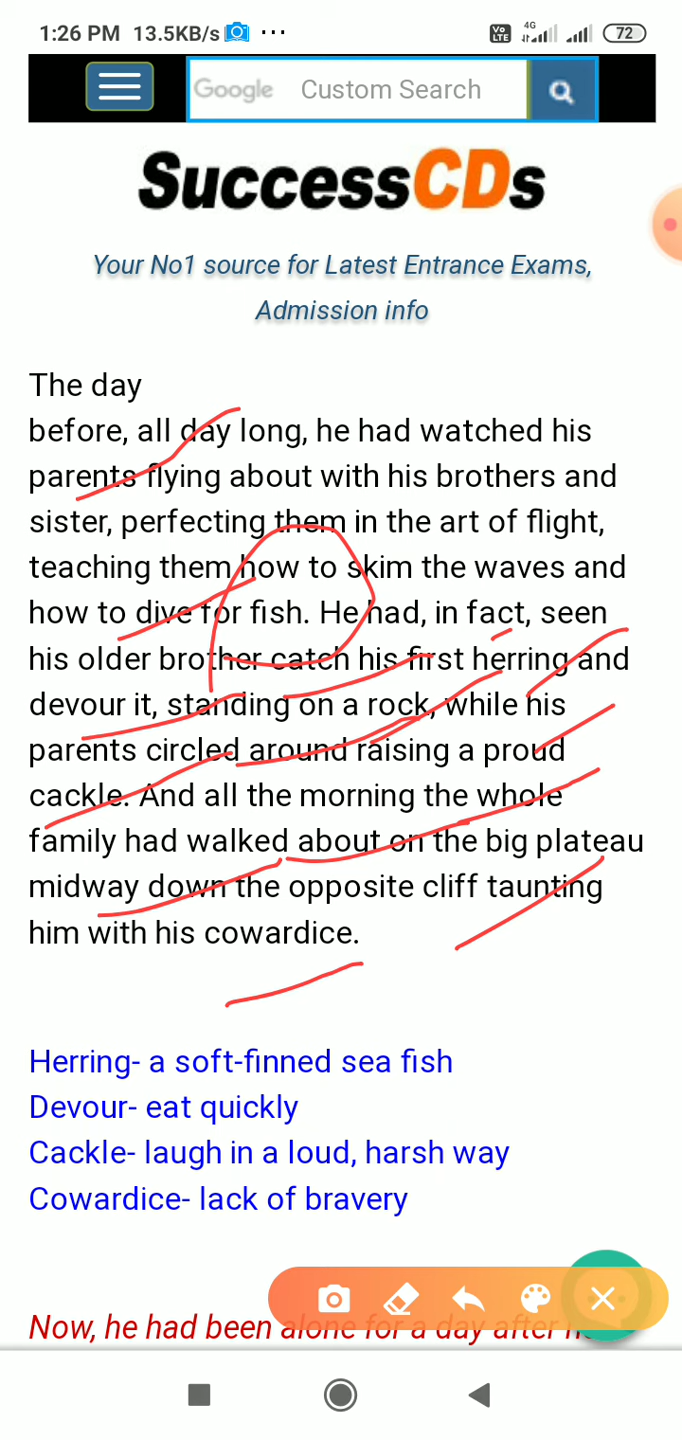 1:26 PM 13.5KB/s ...
Vo LTE 4G 72
Google Custom Search
SuccessCDs
Your No1 source for Latest Entrance Exams,
Admission info
The day
before, all day long, he had watched his
parents flying about with his brothers and
sister, perfecting them in the art of flight,
teaching them how to skim the waves and
how to dive for fish. He had, in fact, seen
his older brother catch his first herring and
devour it, standing on a rock, while his
parents circled around raising a proud
cackle. And all the morning the whole
family had walked about on the big plateau
midway down the opposite cliff taunting
him with his cowardice.
Herring- a soft-finned sea fish
Devour- eat quickly
Cackle- laugh in a loud, harsh way
Cowardice- lack of bravery
Now, he had been alone for a day after